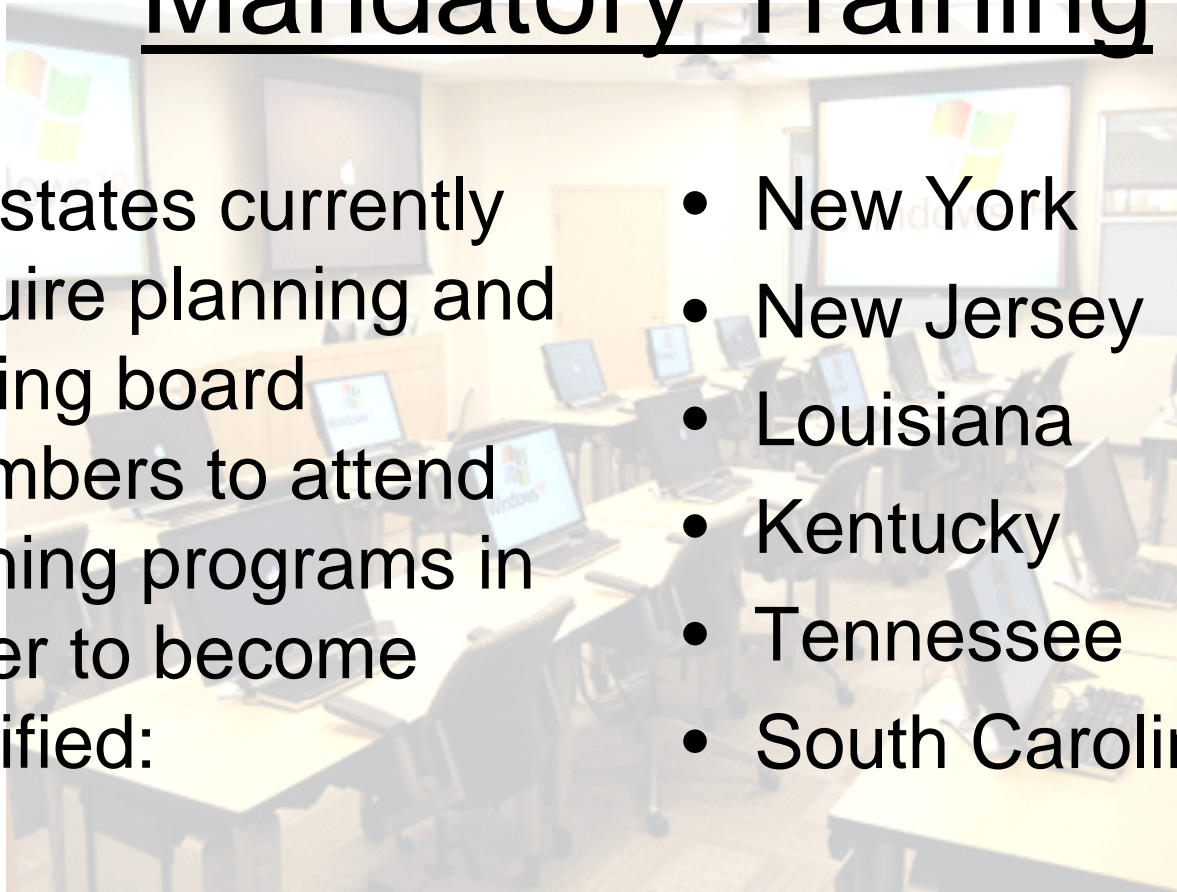 Mandatory Training
states currently
uire planning and
ing board
mbers to attend
ning programs in
er to become
ified:
• New York
• New Jersey
• Louisiana
• Kentucky
• Tennessee
• South Carolin